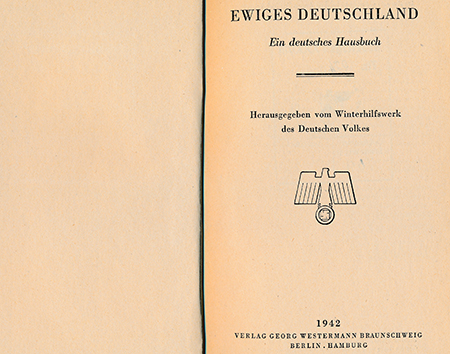 EWIGES DEUTSCHLAND
Ein deutsches Hausbuch
Herausgegeben vom Winterhilfswerk
des Deutschen Volkes
1942
VERLAG GEORG WESTERMANN BRAUNSCHWEIG
BERLIN . HAMBURG